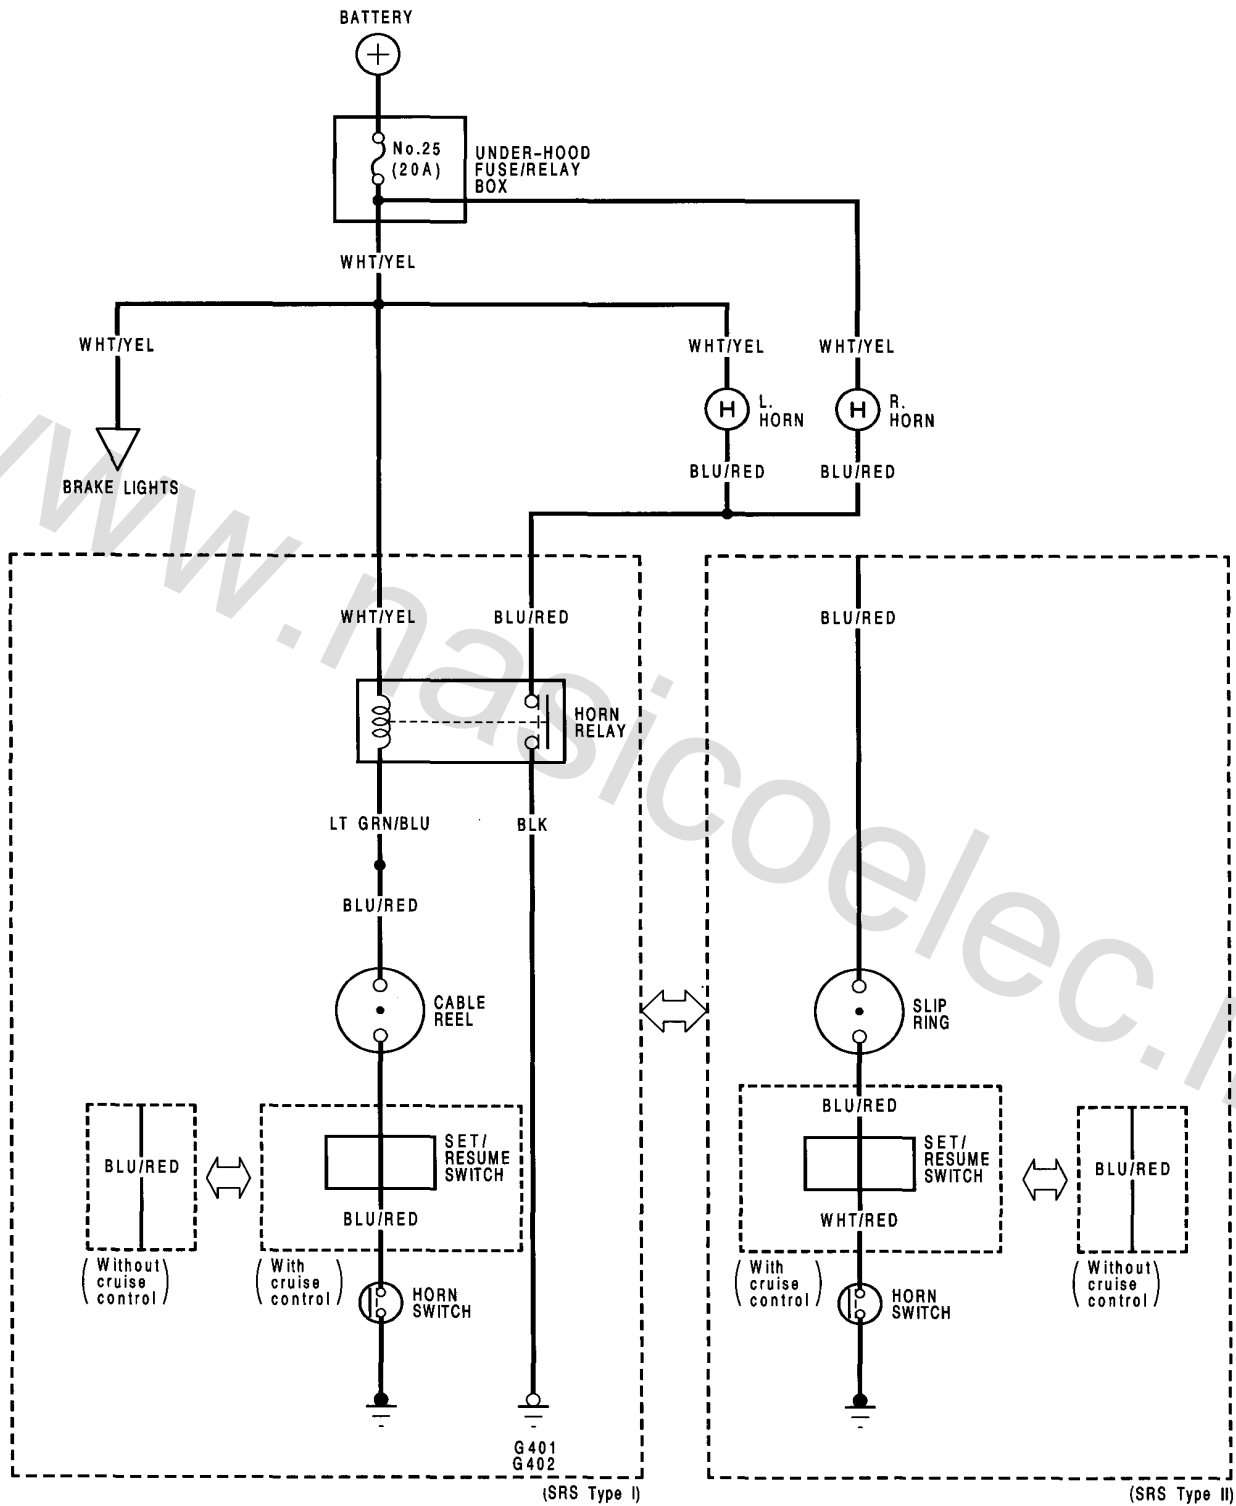 BATTERY
No.25
(20A)
UNDER-HOOD
FUSE/RELAY
BOX
WHT/YEL
WHT/YEL
WHT/YEL
WHT/YEL
L.
HORN
R.
HORN
BLU/RED
BLU/RED
BRAKE LIGHTS
WHT/YEL
BLU/RED
BLU/RED
HORN
RELAY
LT GRN/BLU
BLK
BLU/RED
CABLE
REEL
SLIP
RING
BLU/RED
SET/
RESUME
SWITCH
BLU/RED
(Without
cruise
control)
(With
cruise
control)
HORN
SWITCH
BLU/RED
SET/
RESUME
SWITCH
WHT/RED
BLU/RED
(With
cruise
control)
(Without
cruise
control)
HORN
SWITCH
G401
G402
(SRS Type I)
(SRS Type II)